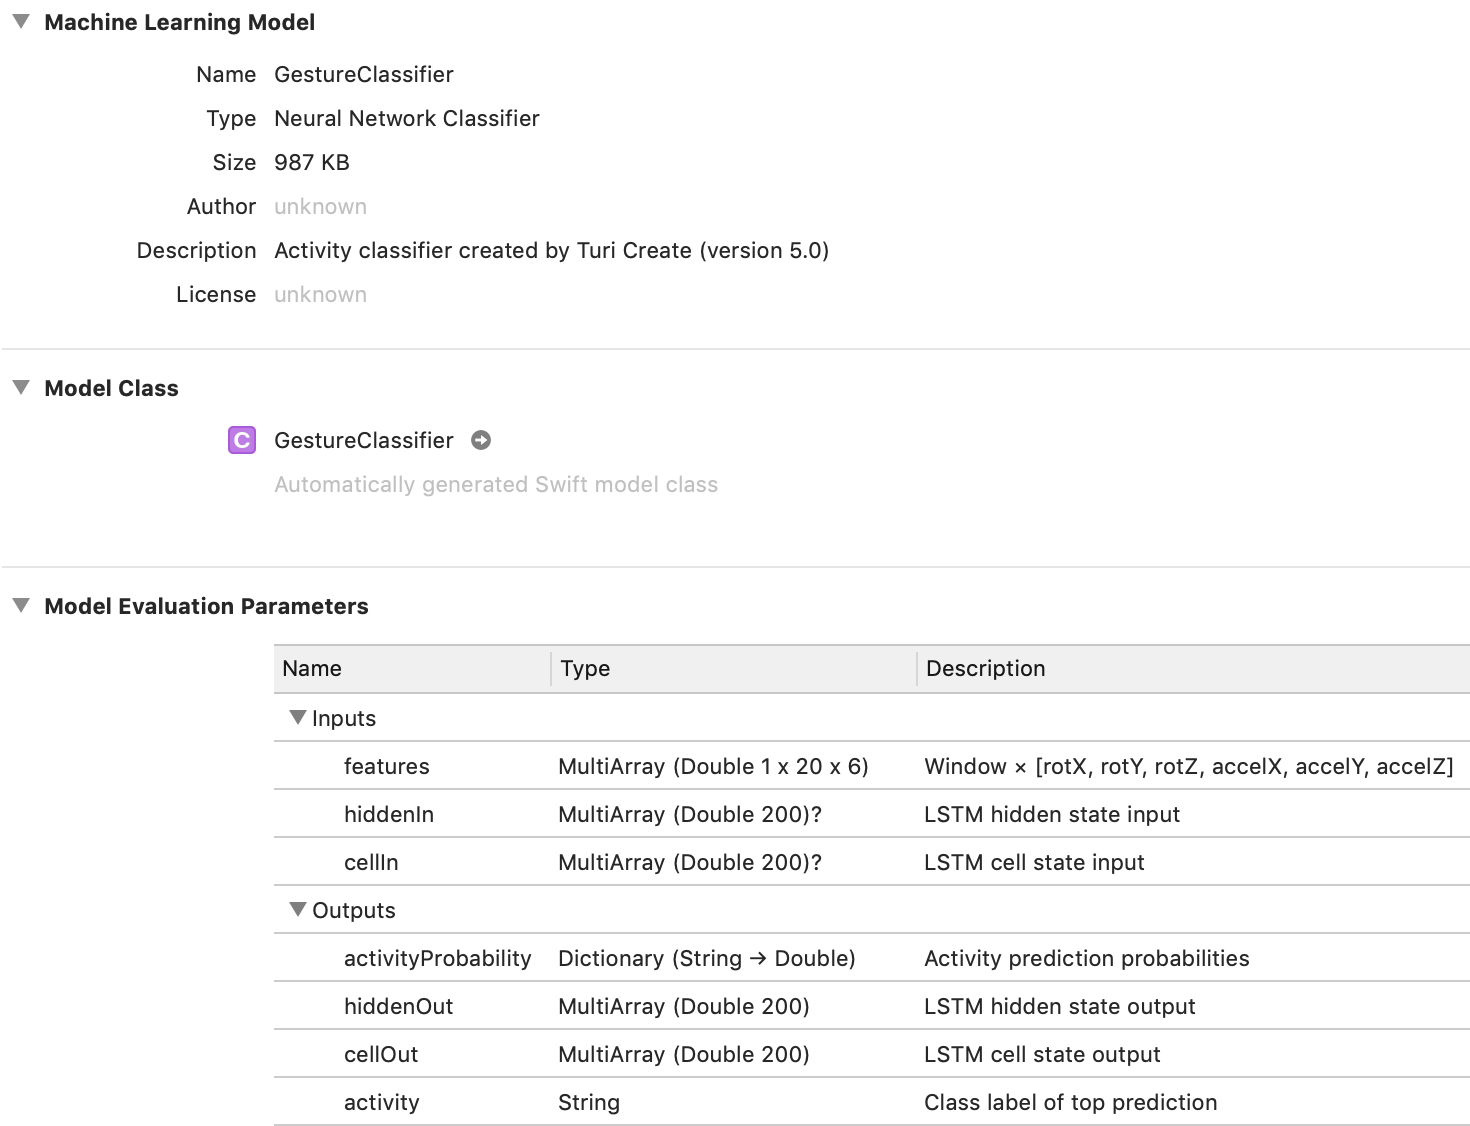 Machine Learning Model
Name GestureClassifier
Type Neural Network Classifier
Size 987 KB
Author unknown
Description Activity classifier created by Turi Create (version 5.0)
License unknown
Model Class
C GestureClassifier
Automatically generated Swift model class
Model Evaluation Parameters
Name Type Description
Inputs
features MultiArray (Double 1 x 20 x 6) Window × [rotX, rotY, rotZ, accelX, accelY, accelZ]
hiddenIn MultiArray (Double 200)? LSTM hidden state input
cellIn MultiArray (Double 200)? LSTM cell state input
Outputs
activityProbability Dictionary (String → Double) Activity prediction probabilities
hiddenOut MultiArray (Double 200) LSTM hidden state output
cellOut MultiArray (Double 200) LSTM cell state output
activity String Class label of top prediction